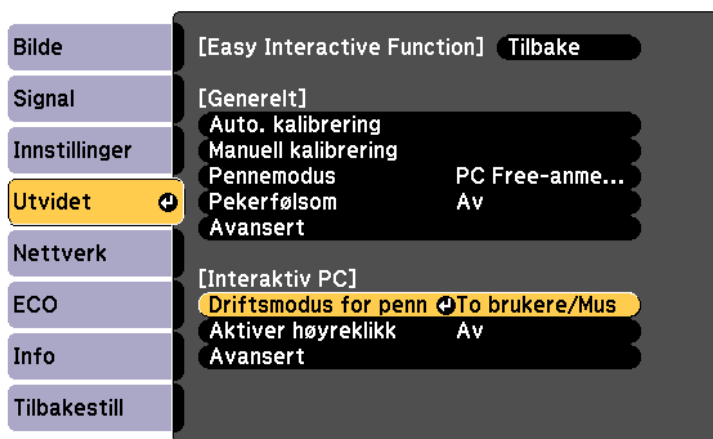 Bilde
Signal
Innstillinger
Utvidet
Nettverk
ECO
Info
Tilbakestill
[Easy Interactive Function] Tilbake
[Generelt]
Auto. kalibrering
Manuell kalibrering
Pennemodus PC Free-anme...
Pekerfølsom Av
Avansert
[Interaktiv PC]
Driftsmodus for penn To brukere/Mus
Aktiver høyreklikk Av
Avansert